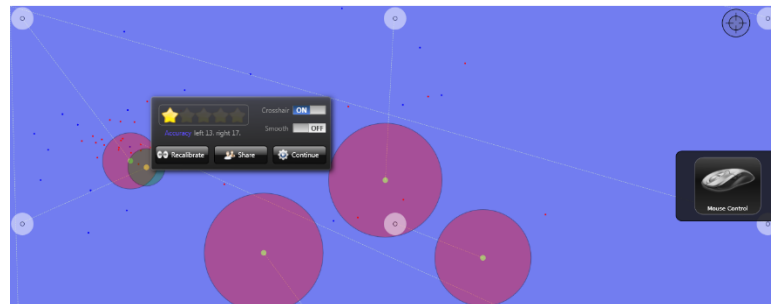 Crosshair ON
Accuracy left 13, right 17.
Smooth OFF
Recalibrate Share Continue
Mouse Control